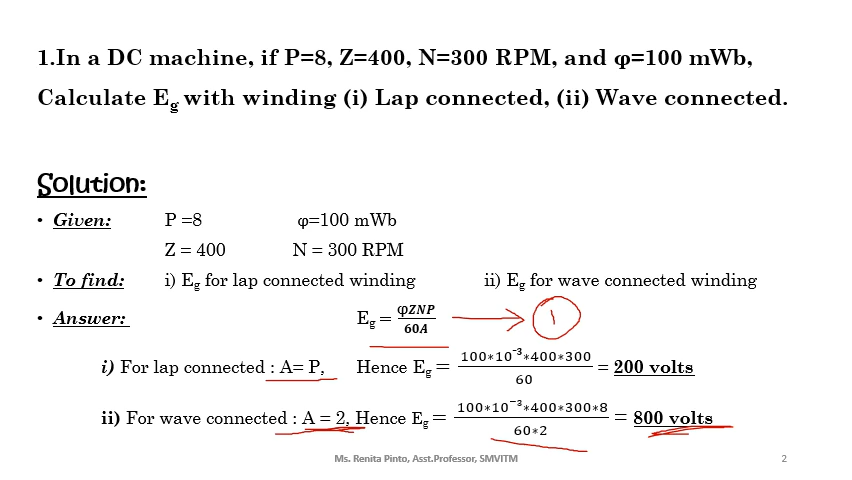 1.In a DC machine, if P=8, Z=400, N=300 RPM, and φ=100 mWb,
Calculate Eg with winding (i) Lap connected, (ii) Wave connected.
Solution:
• Given: P =8 φ=100 mWb
Z = 400 N = 300 RPM
• To find: i) Eg for lap connected winding ii) Eg for wave connected winding
• Answer: Eg = φZNP/60A 1
i) For lap connected : A= P, Hence Eg = 100*10^-3*400*300/60 = 200 volts
ii) For wave connected : A = 2, Hence Eg = 100*10^-3*400*300*8/60*2 = 800 volts
Ms. Renita Pinto, Asst.Professor, SMVITM 2